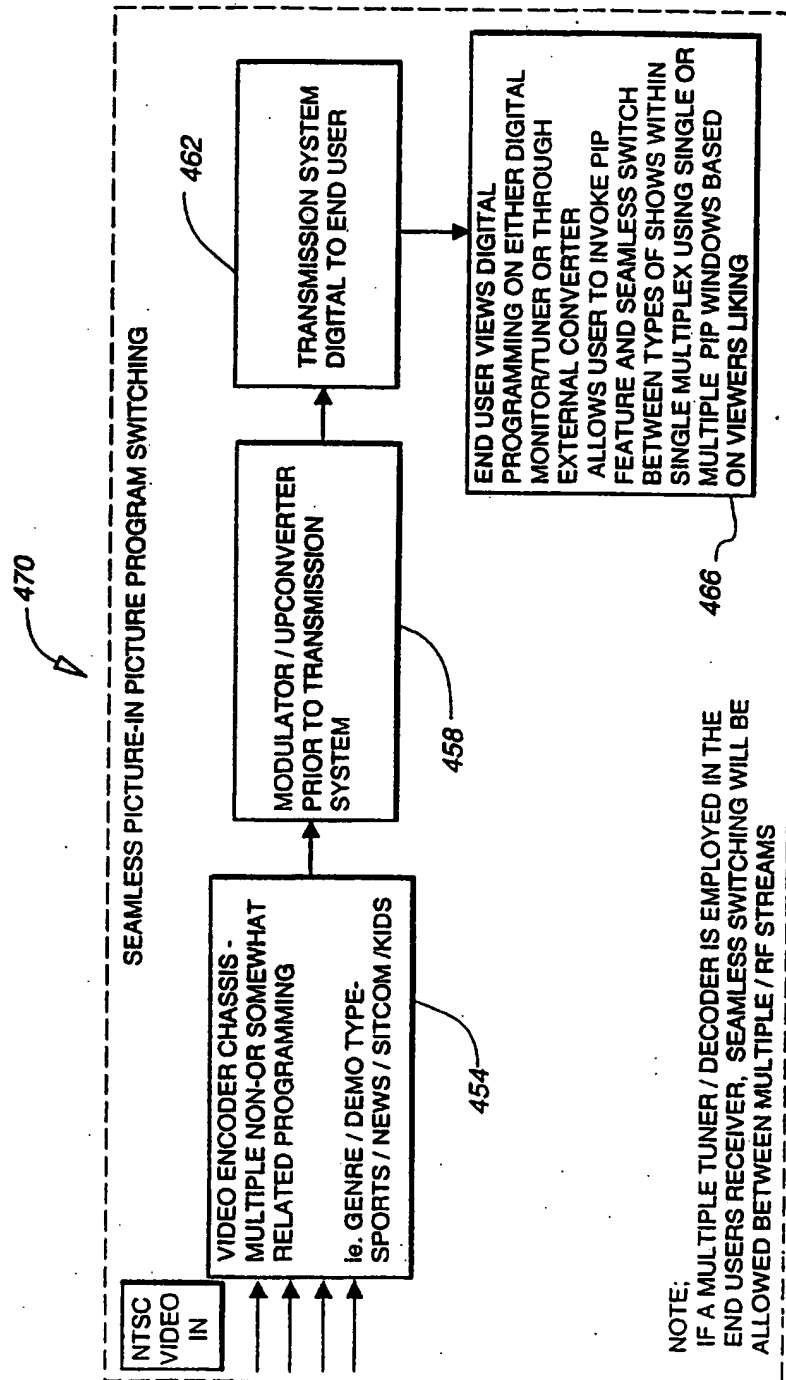 470
SEAMLESS PICTURE-IN PICTURE PROGRAM SWITCHING
NTSC
VIDEO
IN
VIDEO ENCODER CHASSIS -
MULTIPLE NON-OR SOMEWHAT
RELATED PROGRAMMING
ie. GENRE / DEMO TYPE-
SPORTS / NEWS / SITCOM /KIDS
454
MODULATOR / UPCONVERTER
PRIOR TO TRANSMISSION
SYSTEM
458
TRANSMISSION SYSTEM
DIGITAL TO END USER
462
END USER VIEWS DIGITAL
PROGRAMMING ON EITHER DIGITAL
MONITOR/TUNER OR THROUGH
EXTERNAL CONVERTER
ALLOWS USER TO INVOKE PIP
FEATURE AND SEAMLESS SWITCH
BETWEEN TYPES OF SHOWS WITHIN
SINGLE MULTIPLEX USING SINGLE OR
MULTIPLE PIP WINDOWS BASED
ON VIEWERS LIKING
466
NOTE;
IF A MULTIPLE TUNER / DECODER IS EMPLOYED IN THE
END USERS RECEIVER, SEAMLESS SWITCHING WILL BE
ALLOWED BETWEEN MULTIPLE / RF STREAMS